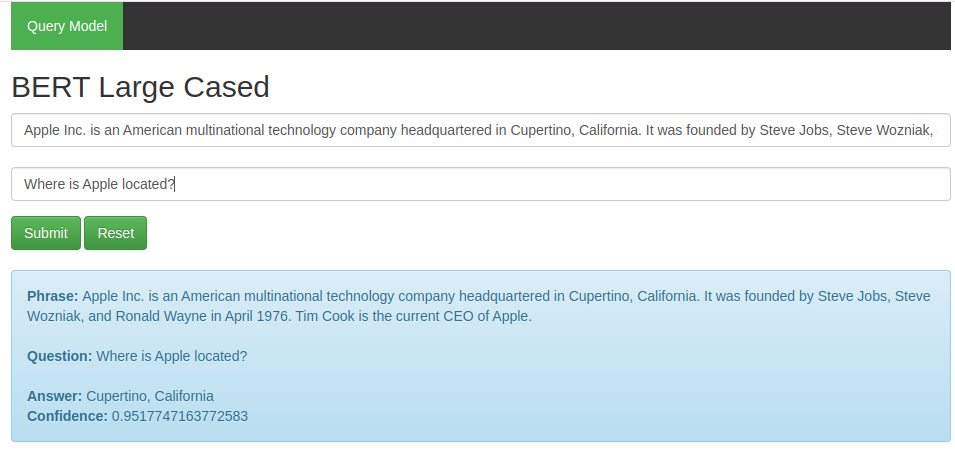 Query Model
BERT Large Cased
Apple Inc. is an American multinational technology company headquartered in Cupertino, California. It was founded by Steve Jobs, Steve Wozniak,
Where is Apple located?
Submit Reset
Phrase: Apple Inc. is an American multinational technology company headquartered in Cupertino, California. It was founded by Steve Jobs, Steve
Wozniak, and Ronald Wayne in April 1976. Tim Cook is the current CEO of Apple.
Question: Where is Apple located?
Answer: Cupertino, California
Confidence: 0.9517747163772583